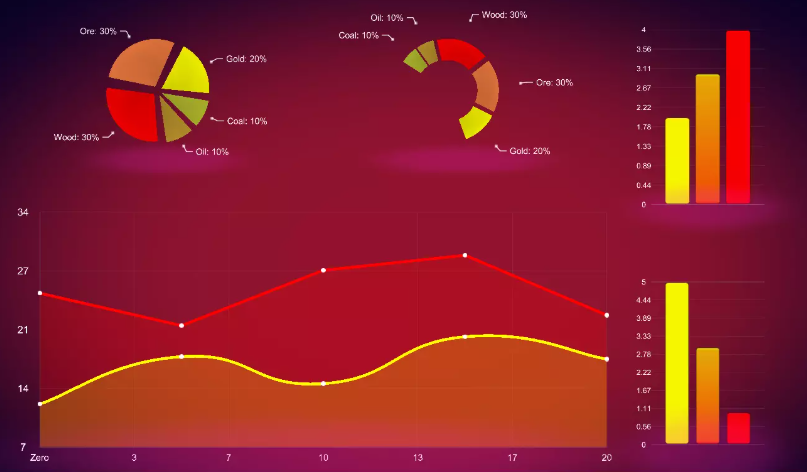 Ore: 30%
Gold: 20%
Coal: 10%
Oil: 10%
Wood: 30%
Oil: 10%
Wood: 30%
Coal: 10%
Ore: 30%
Gold: 20%
4
3.56
3.11
2.67
2.22
1.78
1.33
0.89
0.44
0
34
27
21
14
7
Zero 3 7 10 13 17 20
5
4.44
3.89
3.33
2.78
2.22
1.67
1.11
0.56
0